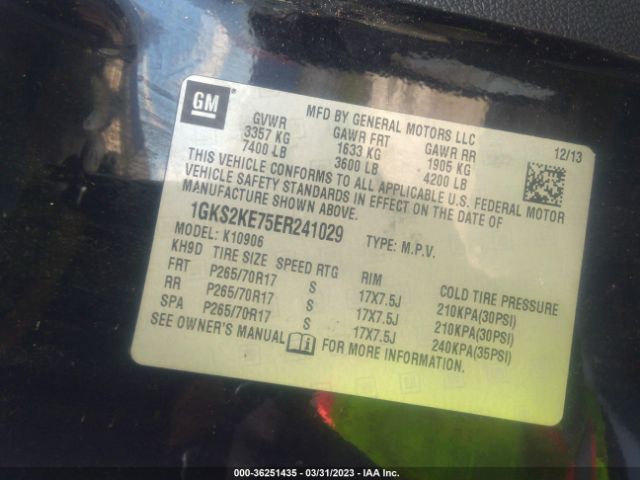 GM
MFD BY GENERAL MOTORS LLC
12/13
GVWR GAWR FRT GAWR RR
3357 KG 1633 KG 1905 KG
7400 LB 3600 LB 4200 LB
THIS VEHICLE CONFORMS TO ALL APPLICABLE U.S. FEDERAL MOTOR
VEHICLE SAFETY STANDARDS IN EFFECT ON THE DATE OF
MANUFACTURE SHOWN ABOVE.
1GKS2KE75ER241029 TYPE: M.P.V.
MODEL: K10906
KH9D TIRE SIZE SPEED RTG RIM COLD TIRE PRESSURE
FRT P265/70R17 S 17X7.5J 210KPA(30PSI)
RR P265/70R17 S 17X7.5J 210KPA(30PSI)
SPA P265/70R17 S 17X7.5J 240KPA(35PSI)
SEE OWNER'S MANUAL FOR MORE INFORMATION.
000-36251435 - 03/31/2023 - IAA Inc.